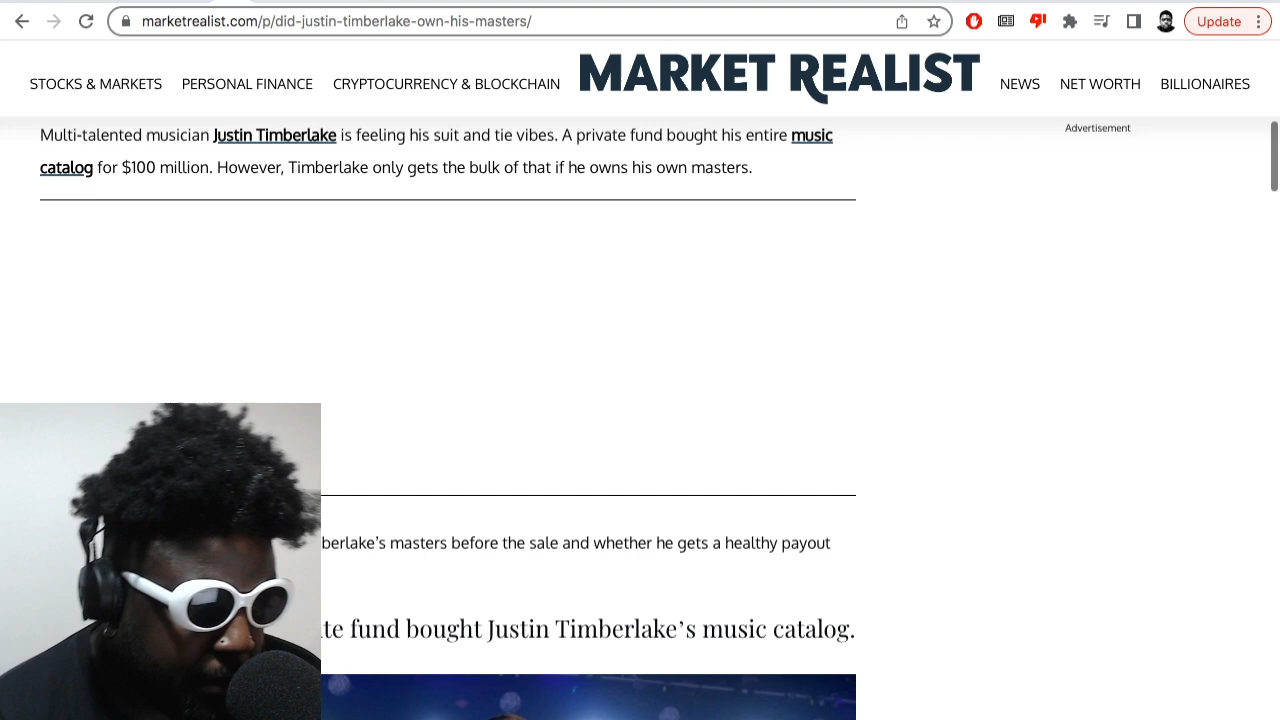 marketrealist.com/p/did-justin-timberlake-own-his-masters/
Update
STOCKS & MARKETS
PERSONAL FINANCE
CRYPTOCURRENCY & BLOCKCHAIN
MARKET REALIST
NEWS
NET WORTH
BILLIONAIRES
Multi-talented musician Justin Timberlake is feeling his suit and tie vibes. A private fund bought his entire music
catalog for $100 million. However, Timberlake only gets the bulk of that if he owns his own masters.
Advertisement
berlake's masters before the sale and whether he gets a healthy payout
te fund bought Justin Timberlake's music catalog.